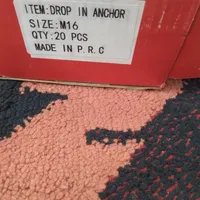 ITEM:DROP IN ANCHOR
SIZE:M16
QTY:20 PCS
MADE IN P.R.C